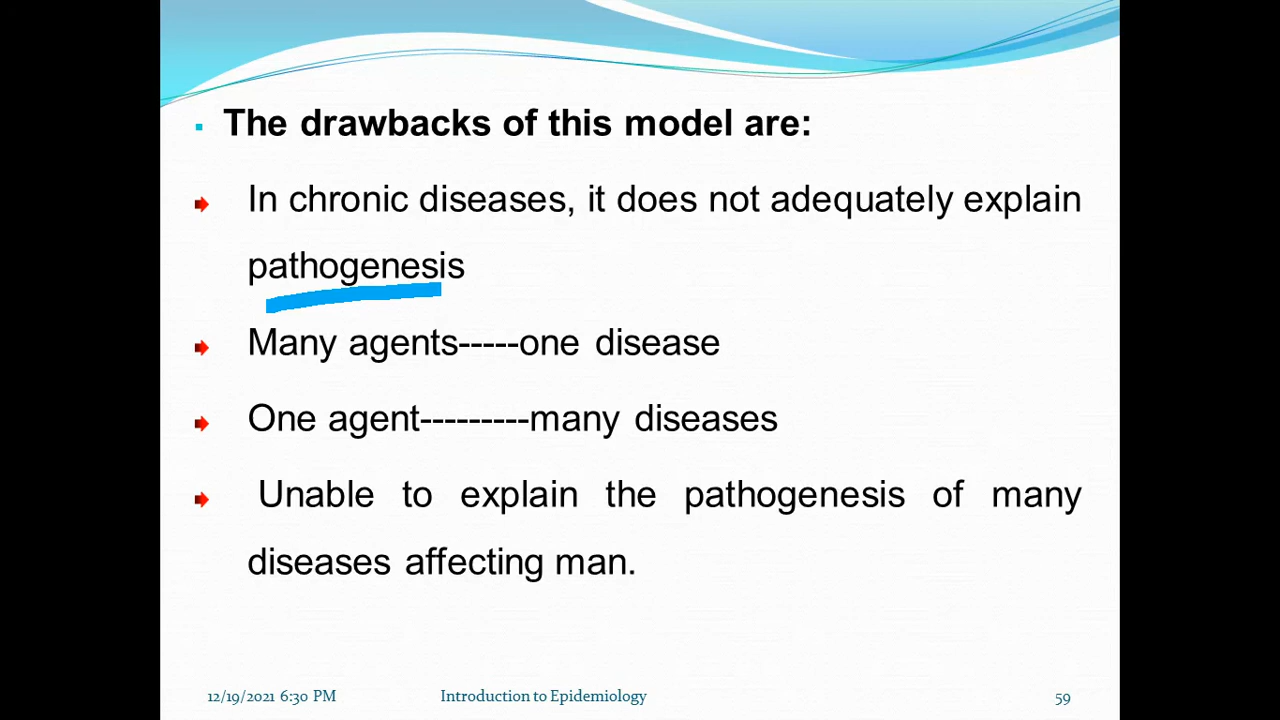 The drawbacks of this model are:
In chronic diseases, it does not adequately explain
pathogenesis
Many agents-----one disease
One agent---------many diseases
Unable to explain the pathogenesis of many
diseases affecting man.
12/19/2021 6:30 PM Introduction to Epidemiology 59